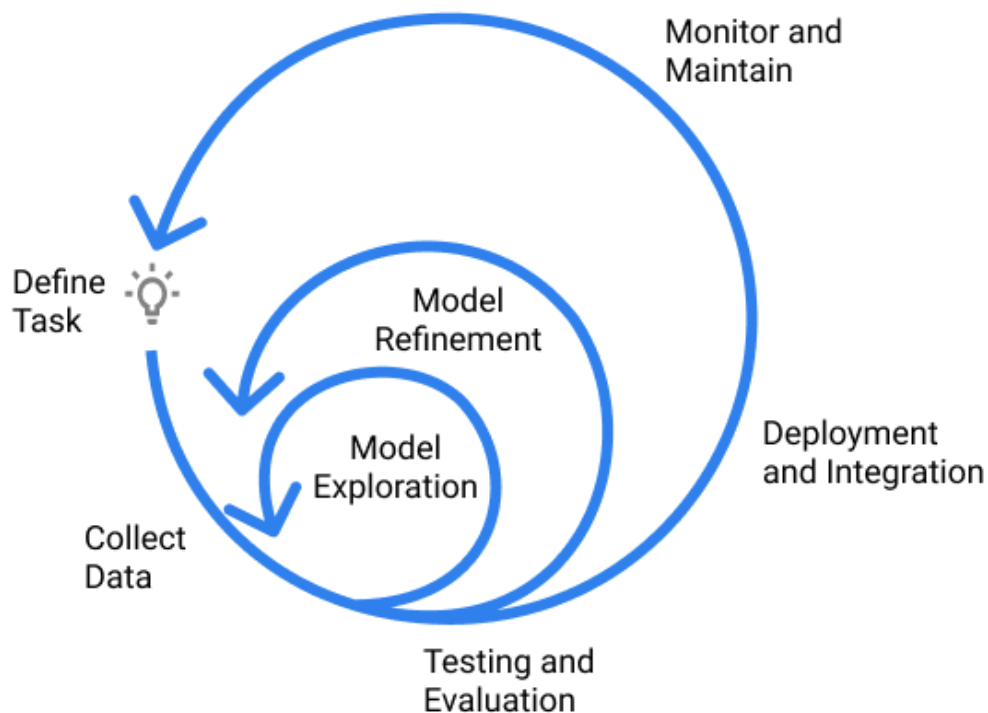 Monitor and
Maintain
Define
Task
Model
Refinement
Model
Exploration
Deployment
and Integration
Collect
Data
Testing and
Evaluation